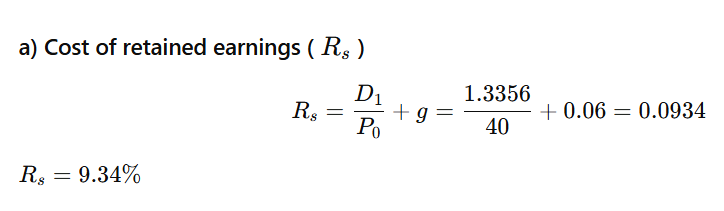 a) Cost of retained earnings ( Rₛ )
Rₛ = D₁/P₀ + g = 1.3356/40 + 0.06 = 0.0934
Rₛ = 9.34%